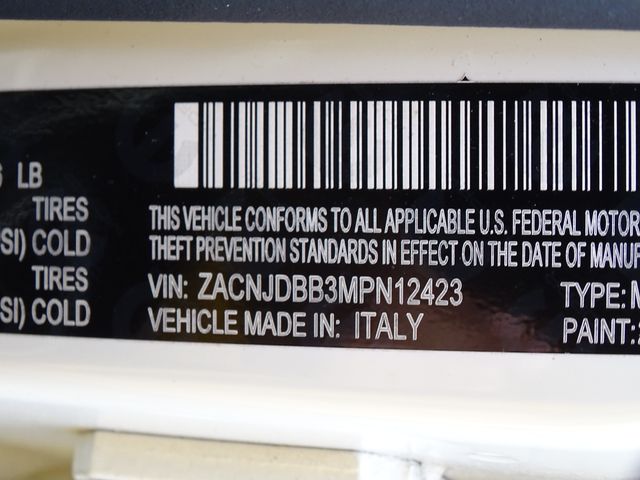 LB
TIRES
SI) COLD
TIRES
SI) COLD
THIS VEHICLE CONFORMS TO ALL APPLICABLE U.S. FEDERAL MOTOR
THEFT PREVENTION STANDARDS IN EFFECT ON THE DATE OF MANUF
VIN: ZACNJDBB3MPN12423 TYPE: M
VEHICLE MADE IN: ITALY PAINT: